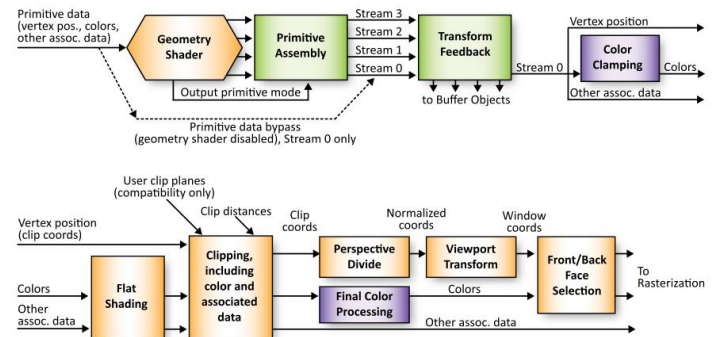 Primitive data
(vertex pos., colors,
other assoc. data)
Geometry
Shader
Primitive
Assembly
Stream 3
Stream 2
Stream 1
Stream 0
Transform
Feedback
Stream 0
Vertex position
Color
Clamping
Colors
Other assoc. data
Output primitive mode
to Buffer Objects
Primitive data bypass
(geometry shader disabled), Stream 0 only
User clip planes
(compatibility only)
Clip distances
Vertex position
(clip coords)
Clip
coords
Normalized
coords
Window
coords
Clipping,
including
color and
associated
data
Perspective
Divide
Viewport
Transform
Front/Back
Face
Selection
To
Rasterization
Colors
Other
assoc. data
Flat
Shading
Final Color
Processing
Colors
Other assoc. data